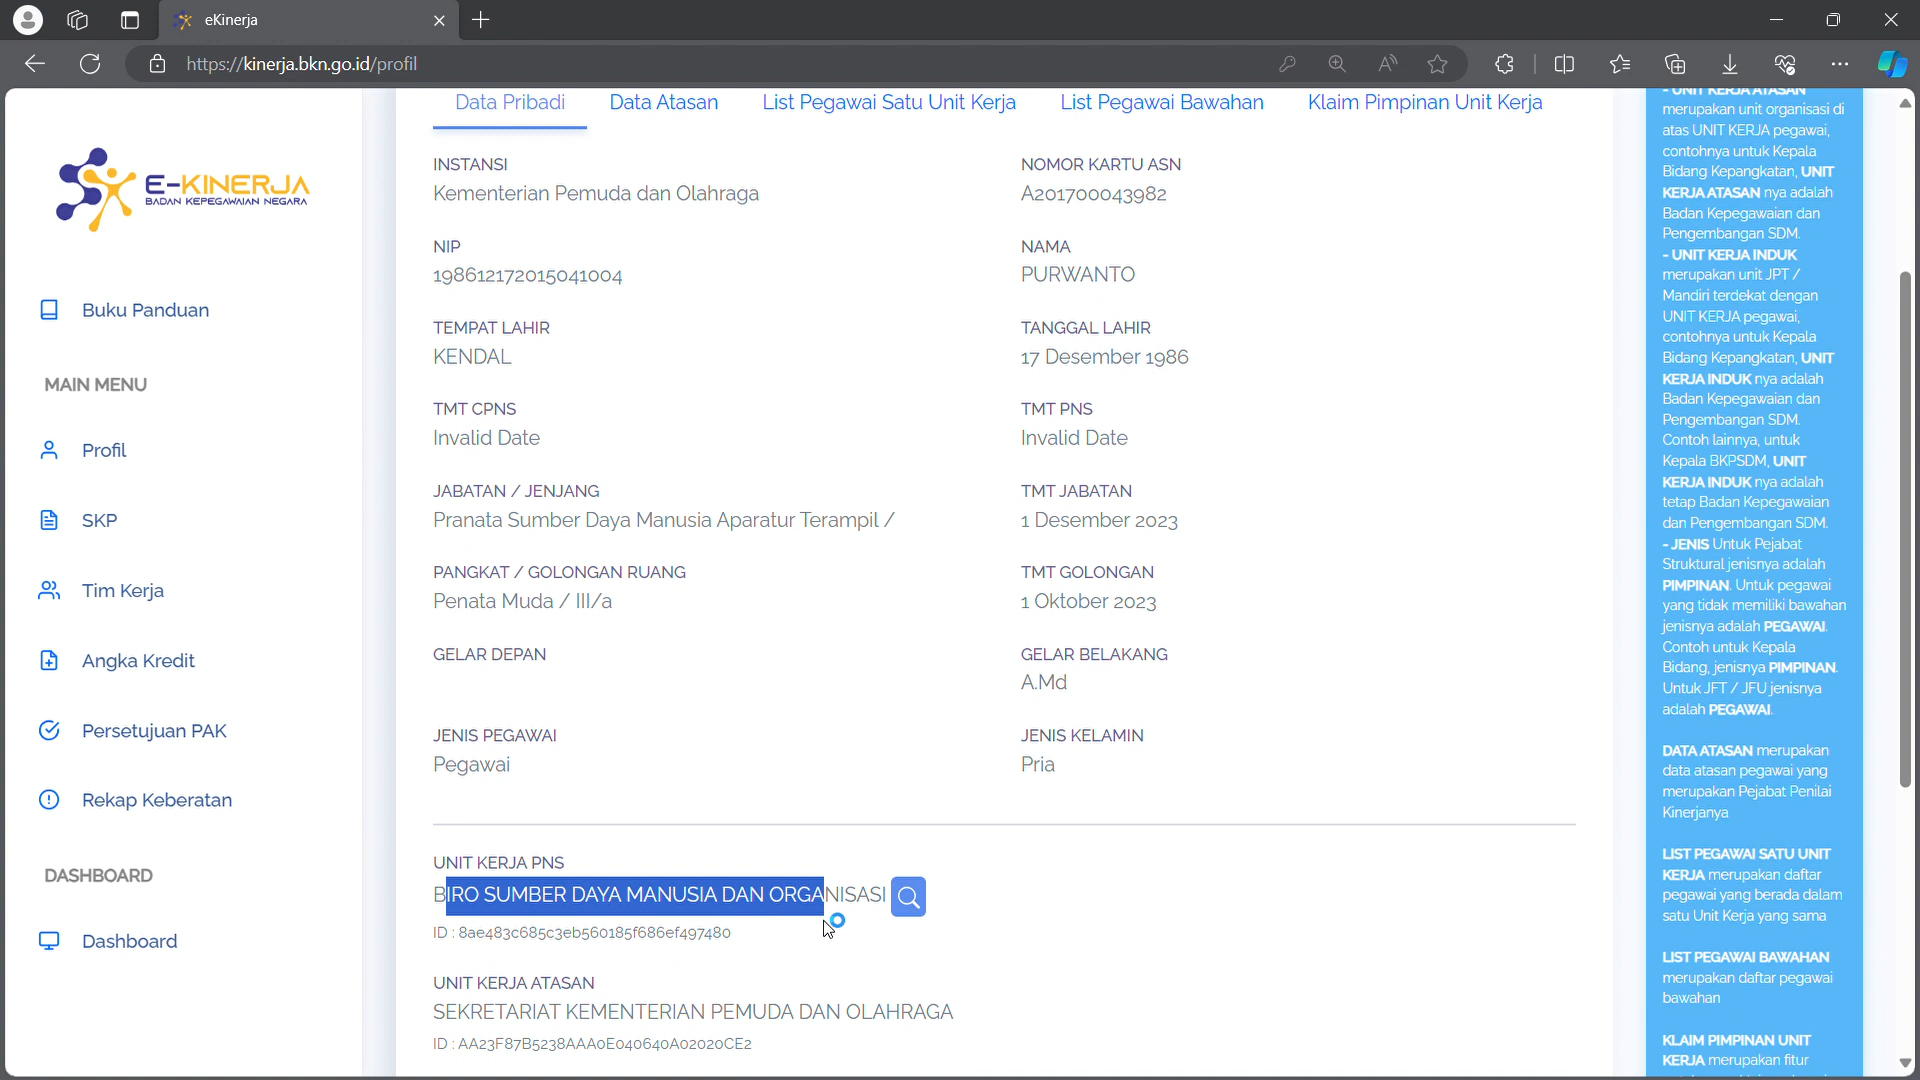 eKinerja
https://kinerja.bkn.go.id/profil
E-KINERJA
BADAN KEPEGAWAIAN NEGARA
Buku Panduan
MAIN MENU
Profil
SKP
Tim Kerja
Angka Kredit
Persetujuan PAK
Rekap Keberatan
DASHBOARD
Dashboard
Data Pribadi
Data Atasan
List Pegawai Satu Unit Kerja
List Pegawai Bawahan
Klaim Pimpinan Unit Kerja
INSTANSI
Kementerian Pemuda dan Olahraga
NOMOR KARTU ASN
A201700043982
NIP
198612172015041004
NAMA
PURWANTO
TEMPAT LAHIR
KENDAL
TANGGAL LAHIR
17 Desember 1986
TMT CPNS
Invalid Date
TMT PNS
Invalid Date
JABATAN / JENJANG
Pranata Sumber Daya Manusia Aparatur Terampil /
TMT JABATAN
1 Desember 2023
PANGKAT / GOLONGAN RUANG
Penata Muda / III/a
TMT GOLONGAN
1 Oktober 2023
GELAR DEPAN
GELAR BELAKANG
A.Md
JENIS PEGAWAI
Pegawai
JENIS KELAMIN
Pria
UNIT KERJA PNS
BIRO SUMBER DAYA MANUSIA DAN ORGANISASI
ID : 8ae483c685c3eb560185f686ef497480
UNIT KERJA ATASAN
SEKRETARIAT KEMENTERIAN PEMUDA DAN OLAHRAGA
ID : AA23F87B5238AAA0E040640A02020CE2
- UNIT KERJA ATASAN
merupakan unit organisasi di
atas UNIT KERJA pegawai,
contohnya untuk Kepala
Bidang Kepangkatan, UNIT
KERJA ATASAN nya adalah
Badan Kepegawaian dan
Pengembangan SDM.
- UNIT KERJA INDUK
merupakan unit JPT /
Mandiri terdekat dengan
UNIT KERJA pegawai,
contohnya untuk Kepala
Bidang Kepangkatan, UNIT
KERJA INDUK nya adalah
Badan Kepegawaian dan
Pengembangan SDM.
Contoh lainnya, untuk
Kepala BKPSDM, UNIT
KERJA INDUK nya adalah
tetap Badan Kepegawaian
dan Pengembangan SDM.
- JENIS Untuk Pejabat
Struktural jenisnya adalah
PIMPINAN. Untuk pegawai
yang tidak memiliki bawahan
jenisnya adalah PEGAWAI.
Contoh untuk Kepala
Bidang, jenisnya PIMPINAN.
Untuk JFT / JFU jenisnya
adalah PEGAWAI.
DATA ATASAN merupakan
data atasan pegawai yang
merupakan Pejabat Penilai
Kinerjanya
LIST PEGAWAI SATU UNIT
KERJA merupakan daftar
pegawai yang berada dalam
satu Unit Kerja yang sama
LIST PEGAWAI BAWAHAN
merupakan daftar pegawai
bawahan
KLAIM PIMPINAN UNIT
KERJA merupakan fitur